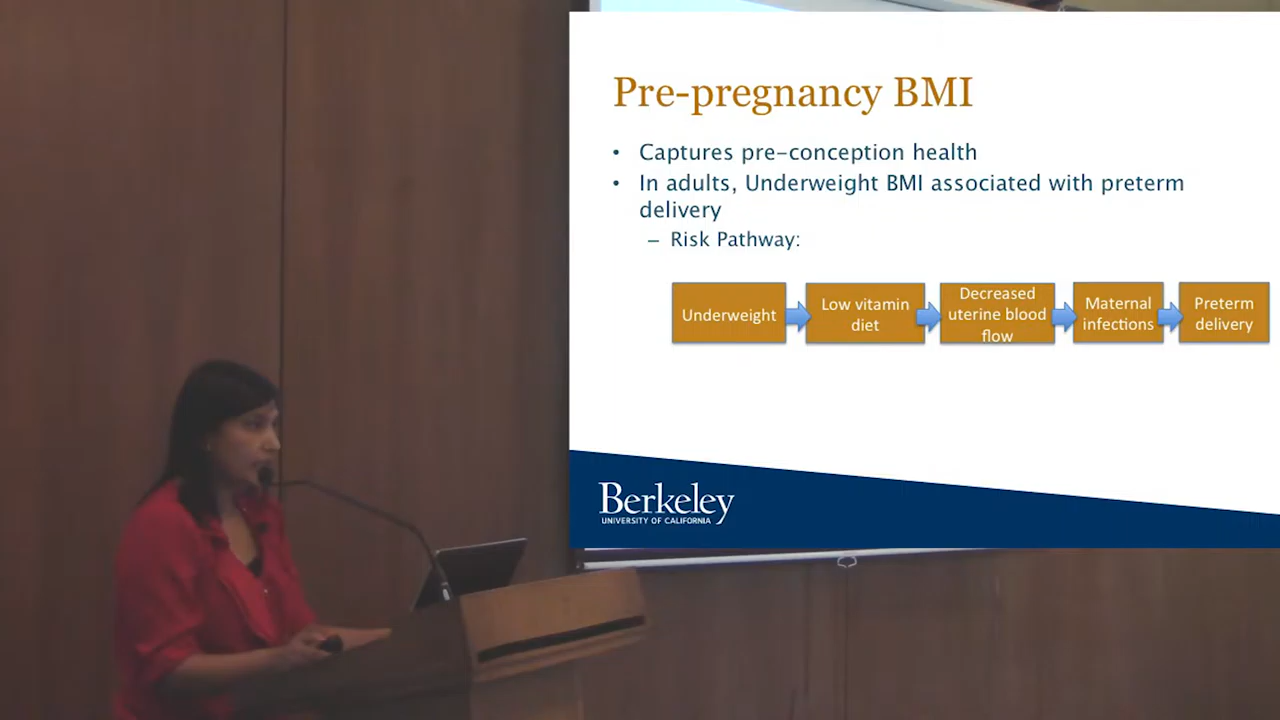 Pre-pregnancy BMI
• Captures pre-conception health
• In adults, Underweight BMI associated with preterm
delivery
– Risk Pathway:
Underweight
Low vitamin
diet
Decreased
uterine blood
flow
Maternal
infections
Preterm
delivery
Berkeley
UNIVERSITY OF CALIFORNIA